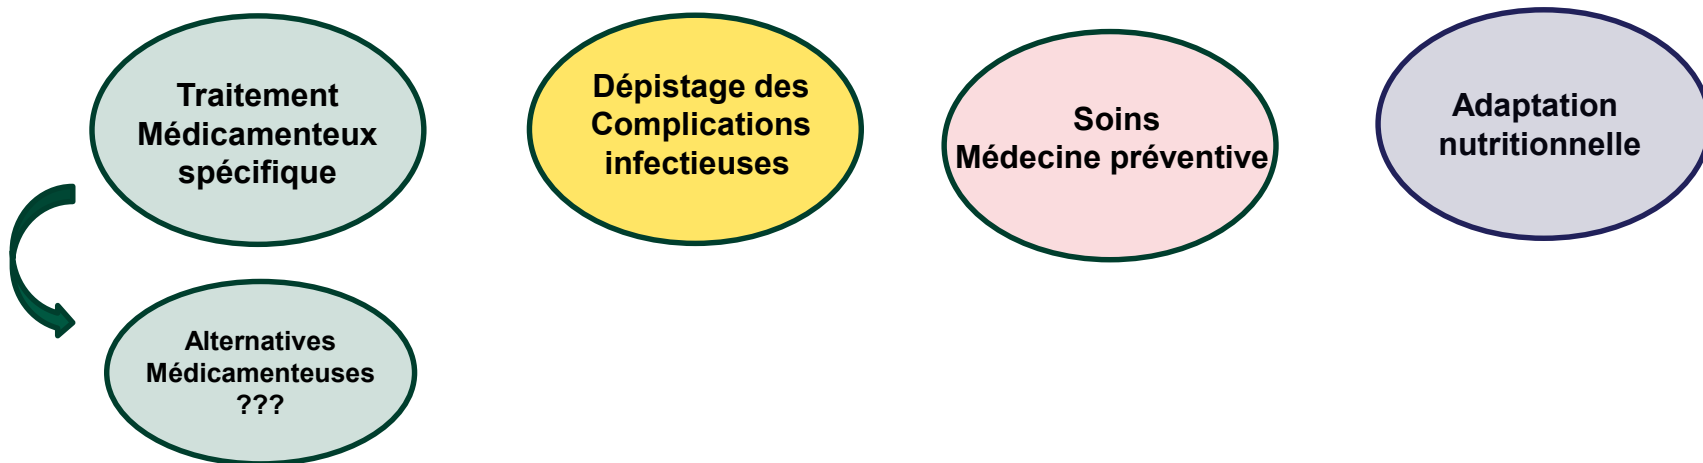 Traitement
Médicamenteux
spécifique
Dépistage des
Complications
infectieuses
Soins
Médecine préventive
Adaptation
nutritionnelle
Alternatives
Médicamenteuses
???